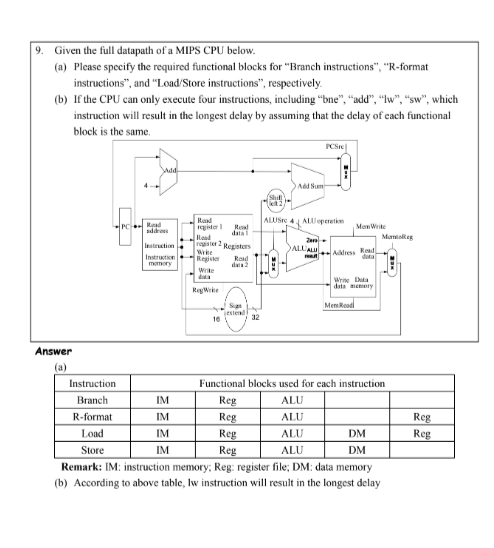 9. Given the full datapath of a MIPS CPU below.
(a) Please specify the required functional blocks for "Branch instructions", "R-format
instructions", and "Load/Store instructions", respectively.
(b) If the CPU can only execute four instructions, including "bne", "add", "lw", "sw", which
instruction will result in the longest delay by assuming that the delay of each functional
block is the same.
PCSrc
Add
4
Mux
Add Sum
Shift
left 2
ALUSrc 4 ALU operation
MemWrite
MemtoReg
PC
Read
address
Instruction
Instruction
memory
Read
register 1
Read
data 1
Read
register 2
Registers
Write
Register
Read
data 2
Write
data
RegWrite
Mux
Zero
ALU ALU
result
Address
Read
data
Write
data
Data
memory
Mux
MemRead
16
Sign
extend
32
Answer
(a)
Instruction Functional blocks used for each instruction
Branch IM Reg ALU
R-format IM Reg ALU Reg
Load IM Reg ALU DM Reg
Store IM Reg ALU DM
Remark: IM: instruction memory; Reg: register file; DM: data memory
(b) According to above table, lw instruction will result in the longest delay